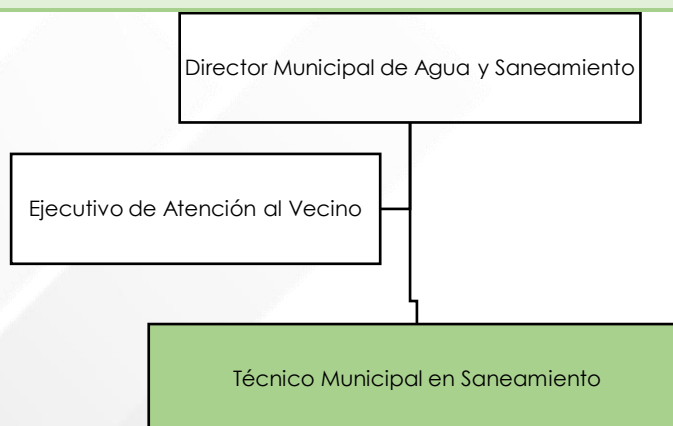 Director Municipal de Agua y Saneamiento
Ejecutivo de Atención al Vecino
Técnico Municipal en Saneamiento